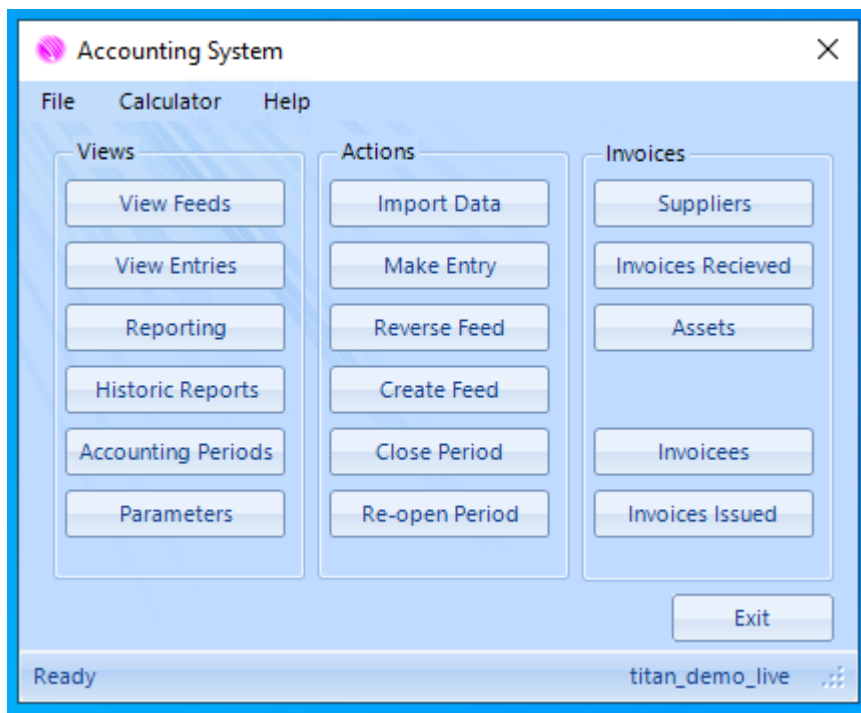 Accounting System
File Calculator Help
Views
View Feeds
View Entries
Reporting
Historic Reports
Accounting Periods
Parameters
Actions
Import Data
Make Entry
Reverse Feed
Create Feed
Close Period
Re-open Period
Invoices
Suppliers
Invoices Recieved
Assets
Invoicees
Invoices Issued
Exit
Ready titan_demo_live